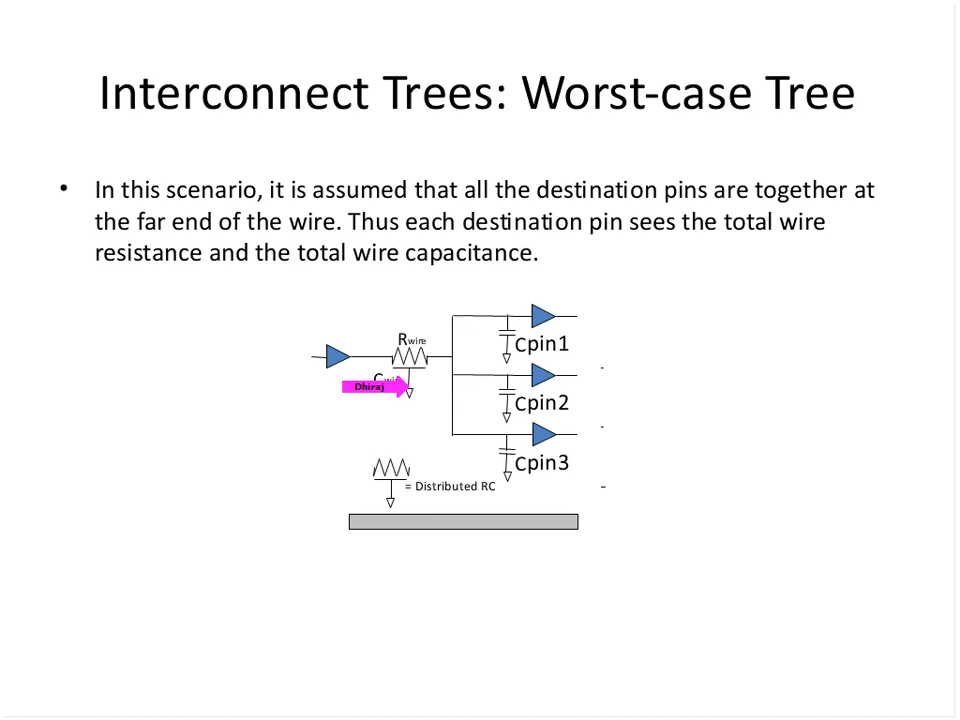 Interconnect Trees: Worst-case Tree
• In this scenario, it is assumed that all the destination pins are together at
the far end of the wire. Thus each destination pin sees the total wire
resistance and the total wire capacitance.
Rwire
Cpin1
Dhiraj
Cpin2
Cpin3
= Distributed RC